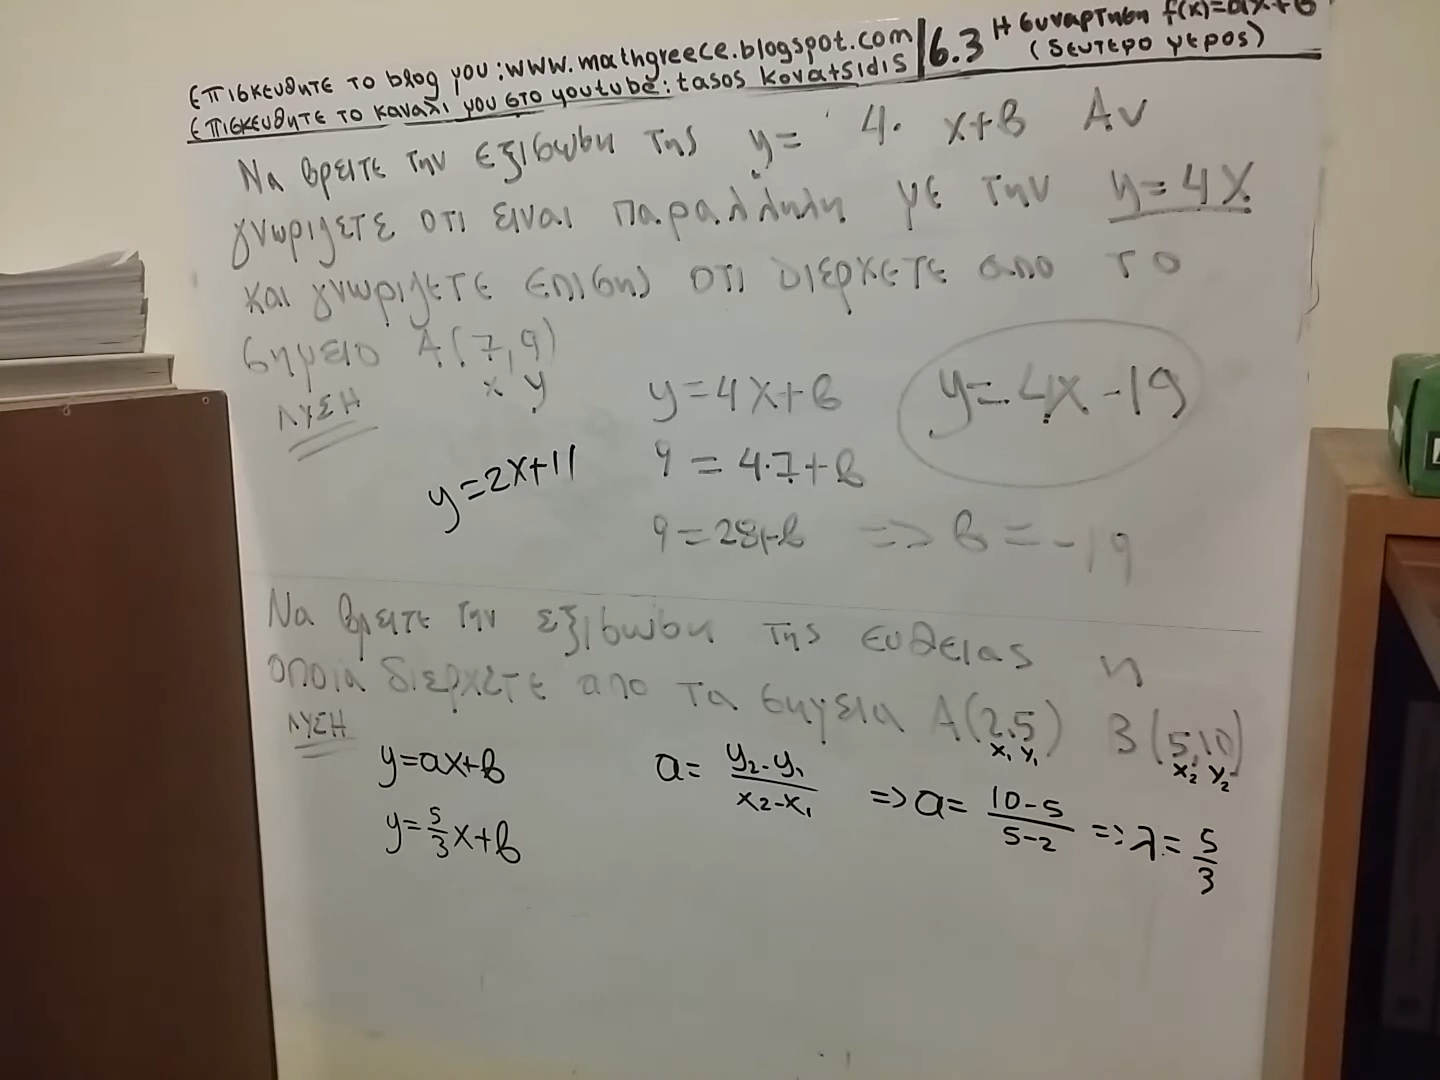 Επισκευθητε το blog μου : www.mathgreece.blogspot.com
Επισκευθητε το καναλι μου στο youtube : tasos kovatsidis
6.3 Η συναρτηση f(x)=αx+β
(δευτερο μερος)
Να βρειτε την εξισωση της y= 4. x+β Αν
γνωριζετε οτι ειναι παραλληλη με την y=4x
και γνωριζετε επισης οτι διερχετε απο το
σημειο A(7,9)
x y
ΛΥΣΗ
y=4x+β
y=4x-19
y=2x+11
9=4·7+β
9=28+β => β=-19
Να βρειτε την εξισωση της ευθειας η
οποια διερχετε απο τα σημεια A(2,5) B(5,10)
x₁ y₁ x₂ y₂
ΛΥΣΗ
y=αx+β α= y₂-y₁/x₂-x₁ => α= 10-5/5-2 => λ= 5/3
y=5/3x+β